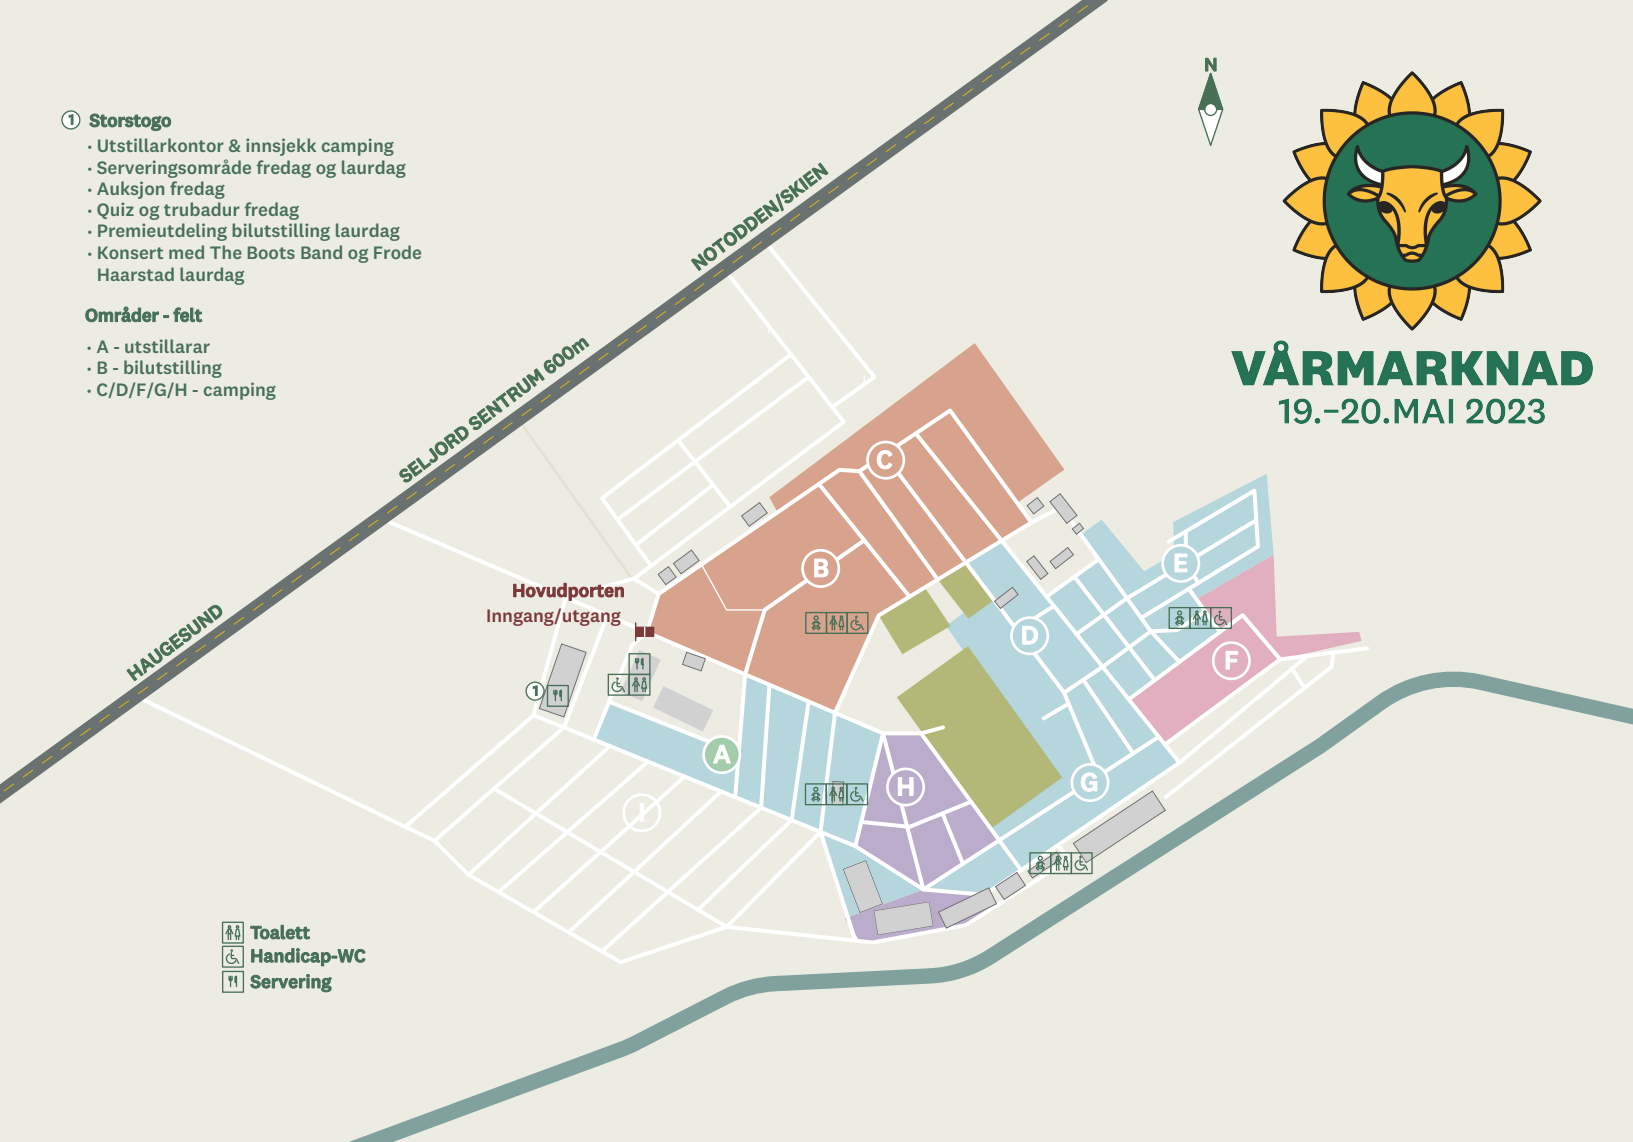 1 Storstogo
· Utstillarkontor & innsjekk camping
· Serveringsområde fredag og laurdag
· Auksjon fredag
· Quiz og trubadur fredag
· Premieutdeling bilutstilling laurdag
· Konsert med The Boots Band og Frode
Haarstad laurdag
Områder - felt
· A - utstillarar
· B - bilutstilling
· C/D/F/G/H - camping
N
VÅRMARKNAD
19.-20.MAI 2023
NOTODDEN/SKIEN
SELJORD SENTRUM 600m
HAUGESUND
Hovudporten
Inngang/utgang
C
B
E
D
F
1
A
H
G
I
Toalett
Handicap-WC
Servering